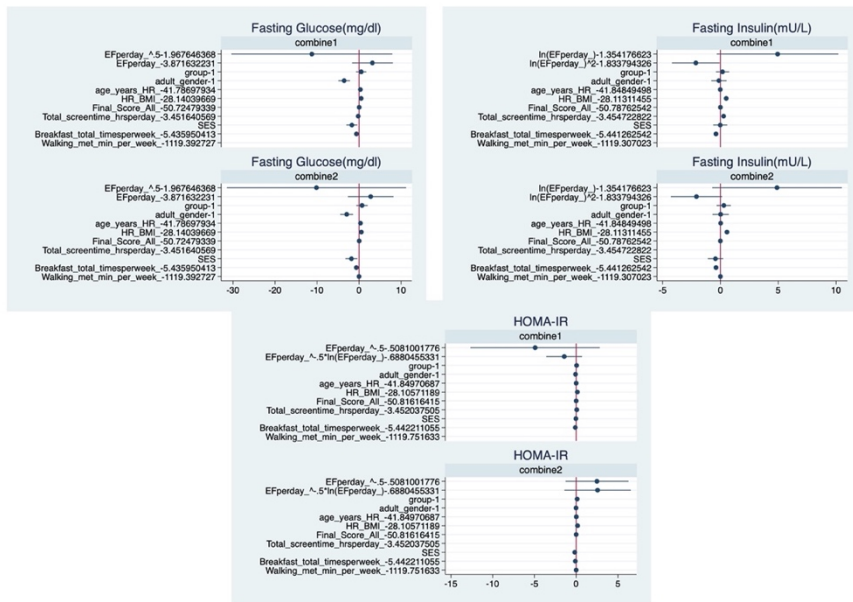 Fasting Glucose(mg/dl)
combine1
EFperday_^.5-1.967646368
EFperday_-3.871632231
group-1
adult_gender-1
age_years_HR_-41.78697934
HR_BMI_-28.14039669
Final_Score_All_-50.72479339
Total_screentime_hrsperday_-3.451640569
SES
Breakfast_total_timesperweek_-5.435950413
Walking_met_min_per_week_-1119.392727
Fasting Glucose(mg/dl)
combine2
EFperday_^.5-1.967646368
EFperday_-3.871632231
group-1
adult_gender-1
age_years_HR_-41.78697934
HR_BMI_-28.14039669
Final_Score_All_-50.72479339
Total_screentime_hrsperday_-3.451640569
SES
Breakfast_total_timesperweek_-5.435950413
Walking_met_min_per_week_-1119.392727
-30 -20 -10 0 10
Fasting Insulin(mU/L)
combine1
ln(EFperday_)-1.354176623
ln(EFperday_)^2-1.833794326
group-1
adult_gender-1
age_years_HR_-41.84849498
HR_BMI_-28.11311455
Final_Score_All_-50.78762542
Total_screentime_hrsperday_-3.454722822
SES
Breakfast_total_timesperweek_-5.441262542
Walking_met_min_per_week_-1119.307023
Fasting Insulin(mU/L)
combine2
ln(EFperday_)-1.354176623
ln(EFperday_)^2-1.833794326
group-1
adult_gender-1
age_years_HR_-41.84849498
HR_BMI_-28.11311455
Final_Score_All_-50.78762542
Total_screentime_hrsperday_-3.454722822
SES
Breakfast_total_timesperweek_-5.441262542
Walking_met_min_per_week_-1119.307023
-5 0 5 10
HOMA-IR
combine1
EFperday_^-.5-.5081001776
EFperday_^-.5*ln(EFperday_)-.6880455331
group-1
adult_gender-1
age_years_HR_-41.84970687
HR_BMI_-28.10571189
Final_Score_All_-50.81616415
Total_screentime_hrsperday_-3.452037505
SES
Breakfast_total_timesperweek_-5.442211055
Walking_met_min_per_week_-1119.751633
HOMA-IR
combine2
EFperday_^-.5-.5081001776
EFperday_^-.5*ln(EFperday_)-.6880455331
group-1
adult_gender-1
age_years_HR_-41.84970687
HR_BMI_-28.10571189
Final_Score_All_-50.81616415
Total_screentime_hrsperday_-3.452037505
SES
Breakfast_total_timesperweek_-5.442211055
Walking_met_min_per_week_-1119.751633
-15 -10 -5 0 5